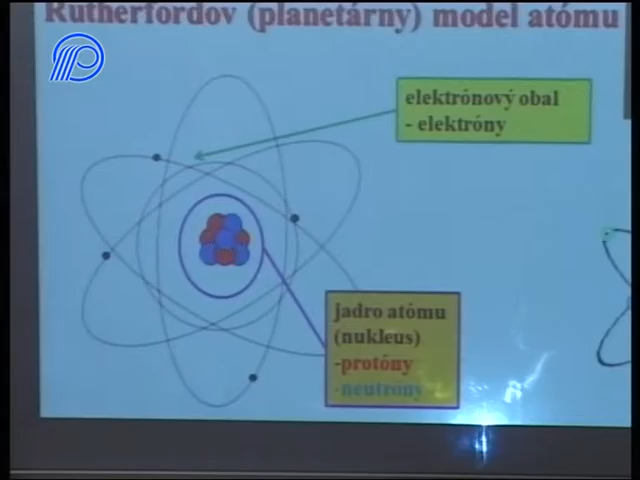 Rutherfordov (planetárny) model atómu
elektrónový obal
- elektróny
jadro atómu
(nukleus)
-protóny
-neutróny